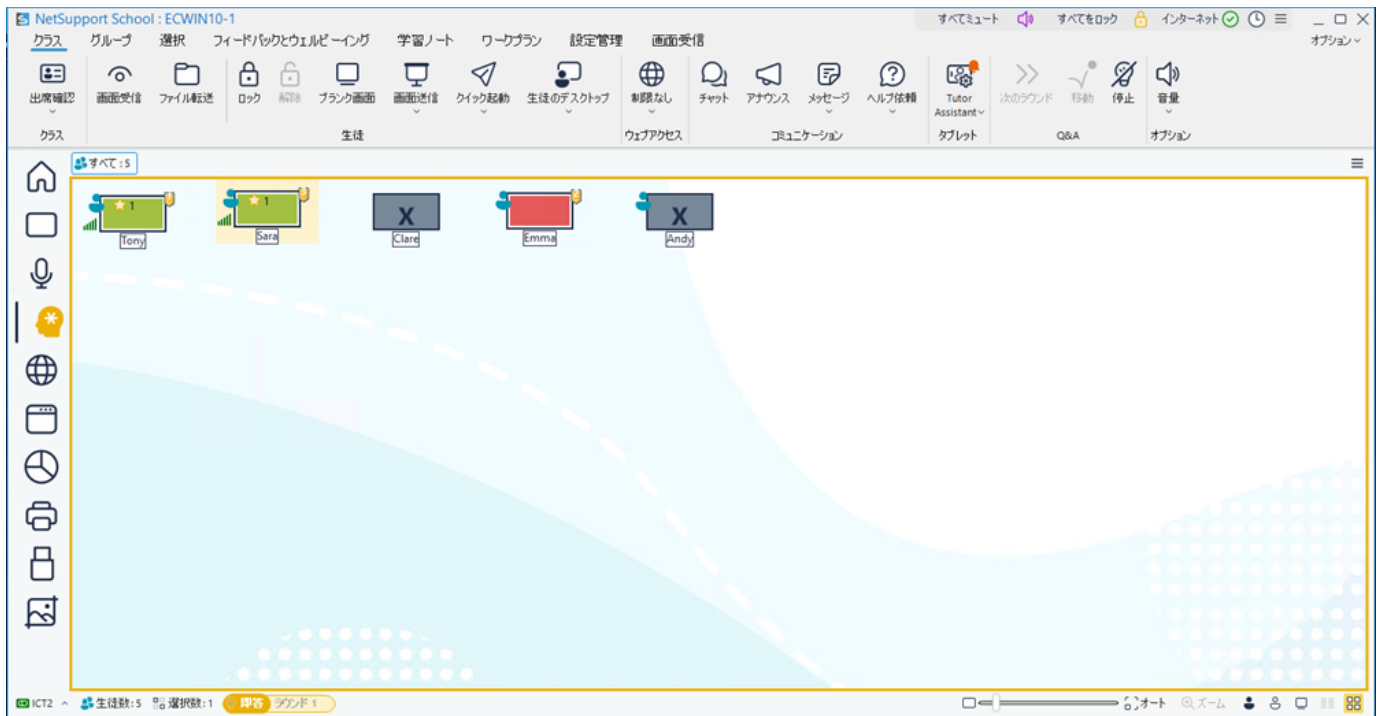 NetSupport School : ECWIN10-1
すべてミュート すべてをロック インターネット
クラス グループ 選択 フィードバックとウェルビーイング 学習ノート ワークプラン 設定管理 画面受信 オプション
出席確認 画面受信 ファイル転送 ロック 解除 ブランク画面 画面送信 クイック起動 生徒のデスクトップ 制限なし チャット アナウンス メッセージ ヘルプ依頼 Tutor Assistant 次のラウンド 移動 停止 音量
クラス 生徒 ウェブアクセス コミュニケーション タブレット Q&A オプション
すべて : 5
1 1 X X
Tony Sara Clare Emma Andy
ICT2 生徒数: 5 選択数: 1 即答 ラウンド 1 オート ズーム